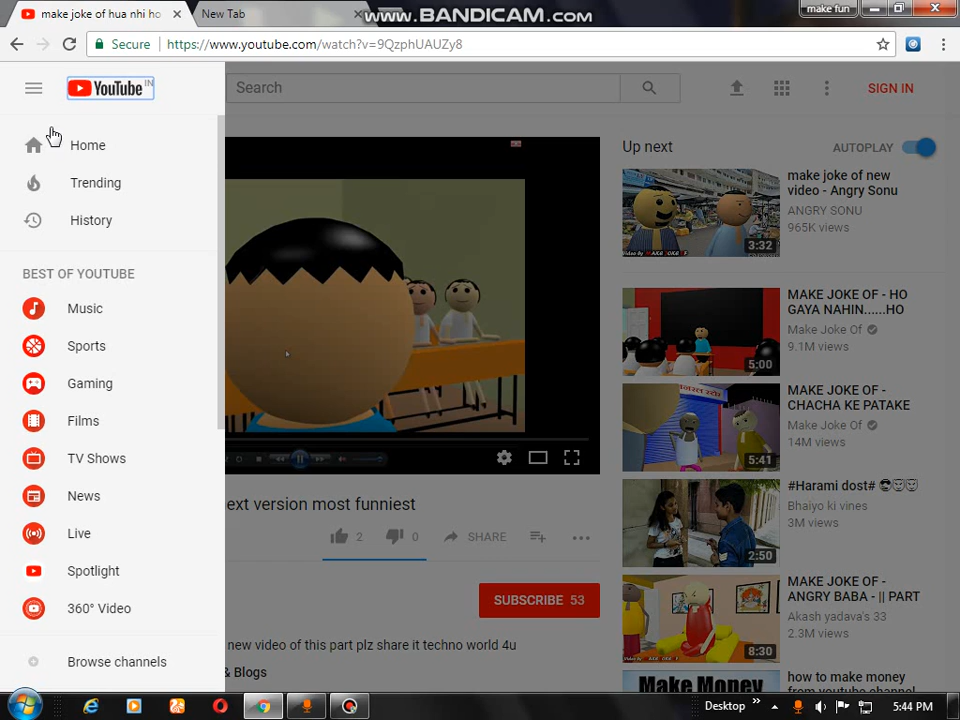 make joke of hua nhi ho
New Tab
www.BANDICAM.com
make fun
Secure
https://www.youtube.com/watch?v=9QzphUAUZy8
YouTube IN
Search
SIGN IN
Home
Trending
History
BEST OF YOUTUBE
Music
Sports
Gaming
Films
TV Shows
News
Live
Spotlight
360° Video
Browse channels
ext version most funniest
2
0
SHARE
SUBSCRIBE 53
new video of this part plz share it techno world 4u
& Blogs
Up next
AUTOPLAY
make joke of new
video - Angry Sonu
ANGRY SONU
965K views
3:32
MAKE JOKE OF - HO
GAYA NAHIN......HO
Make Joke Of
9.1M views
5:00
MAKE JOKE OF -
CHACHA KE PATAKE
Make Joke Of
14M views
5:41
#Harami dost# 😎😈😈
Bhaiyo ki vines
3M views
2:50
MAKE JOKE OF -
ANGRY BABA - || PART
Akash yadava's 33
2.3M views
8:30
how to make money
from youtube channel
Make Money
Desktop
5:44 PM